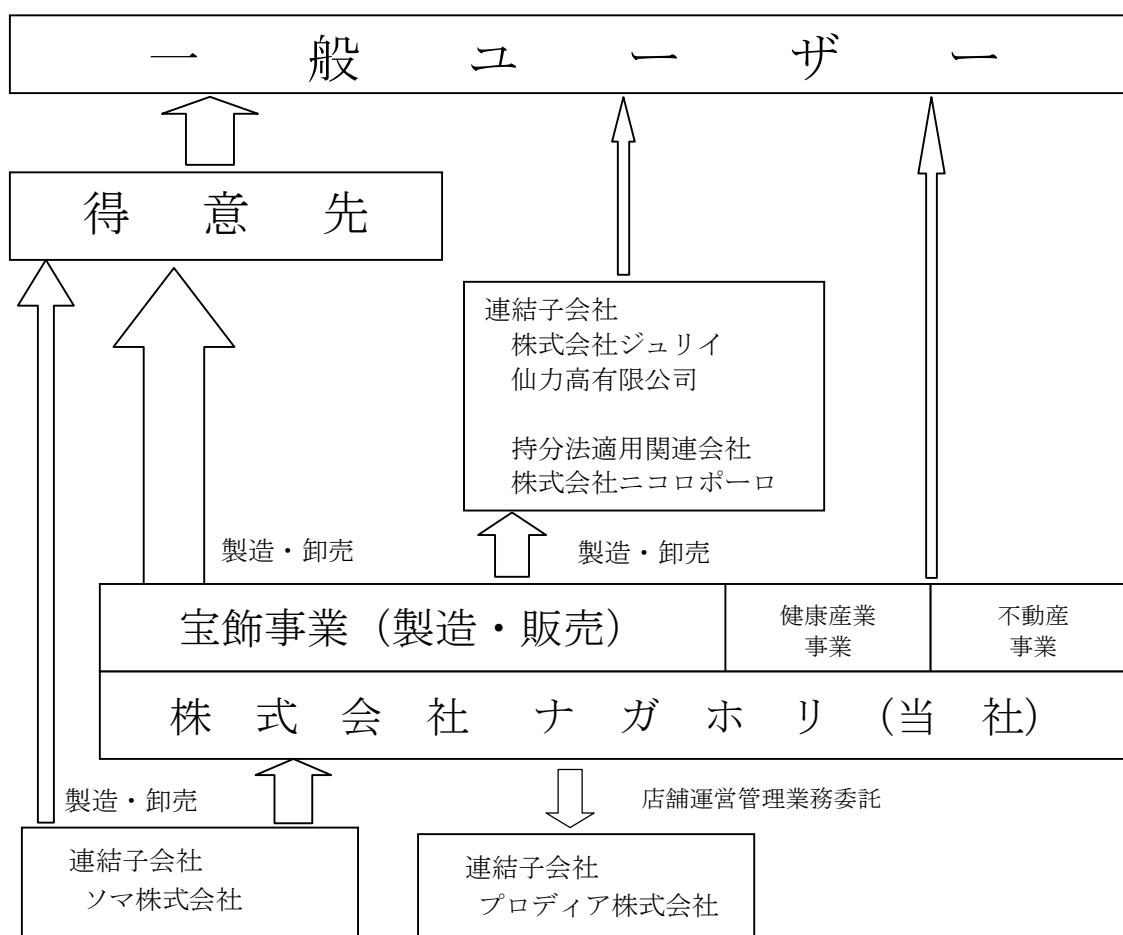 一般ユーザー
得意先
連結子会社
株式会社ジュリイ
仙力高有限公司
持分法適用関連会社
株式会社ニコロポーロ
製造・卸売
製造・卸売
宝飾事業（製造・販売）
健康産業
事業
不動産
事業
株式会社ナガホリ（当社）
製造・卸売
店舗運営管理業務委託
連結子会社
ソマ株式会社
連結子会社
プロディア株式会社